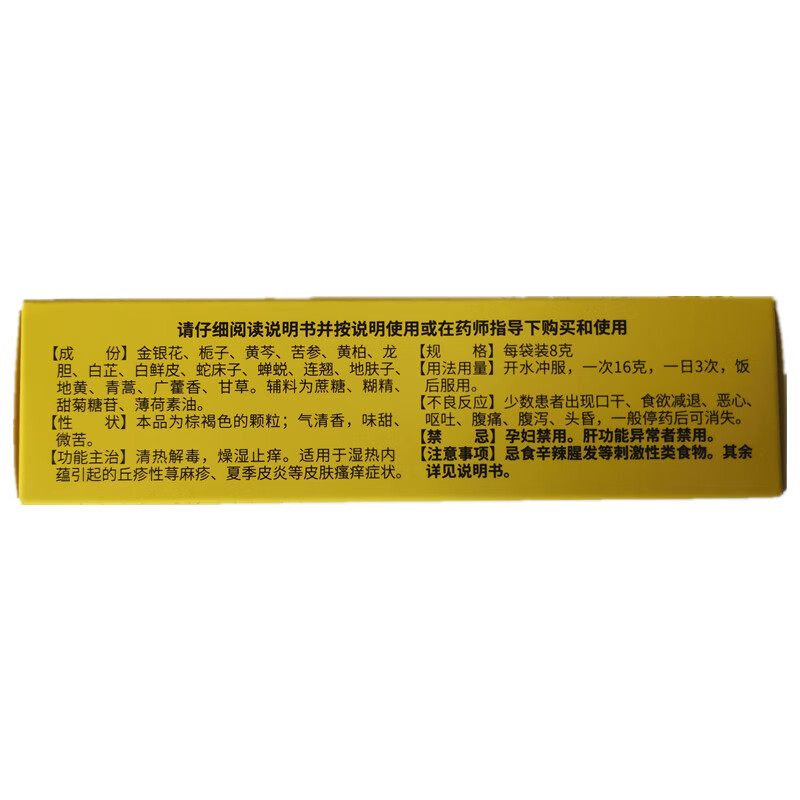 请仔细阅读说明书并按说明使用或在药师指导下购买和使用
【成 份】金银花、栀子、黄芩、苦参、黄柏、龙
胆、白芷、白鲜皮、蛇床子、蝉蜕、连翘、地肤子、
地黄、青蒿、广藿香、甘草。辅料为蔗糖、糊精、
甜菊糖苷、薄荷素油。
【性 状】本品为棕褐色的颗粒；气清香，味甜、
微苦。
【功能主治】清热解毒，燥湿止痒。适用于湿热内
蕴引起的丘疹性荨麻疹、夏季皮炎等皮肤瘙痒症状。
【规 格】每袋装8克
【用法用量】开水冲服，一次16克，一日3次，饭
后服用。
【不良反应】少数患者出现口干、食欲减退、恶心、
呕吐、腹痛、腹泻、头昏，一般停药后可消失。
【禁 忌】孕妇禁用。肝功能异常者禁用。
【注意事项】忌食辛辣腥发等刺激性类食物。其余
详见说明书。